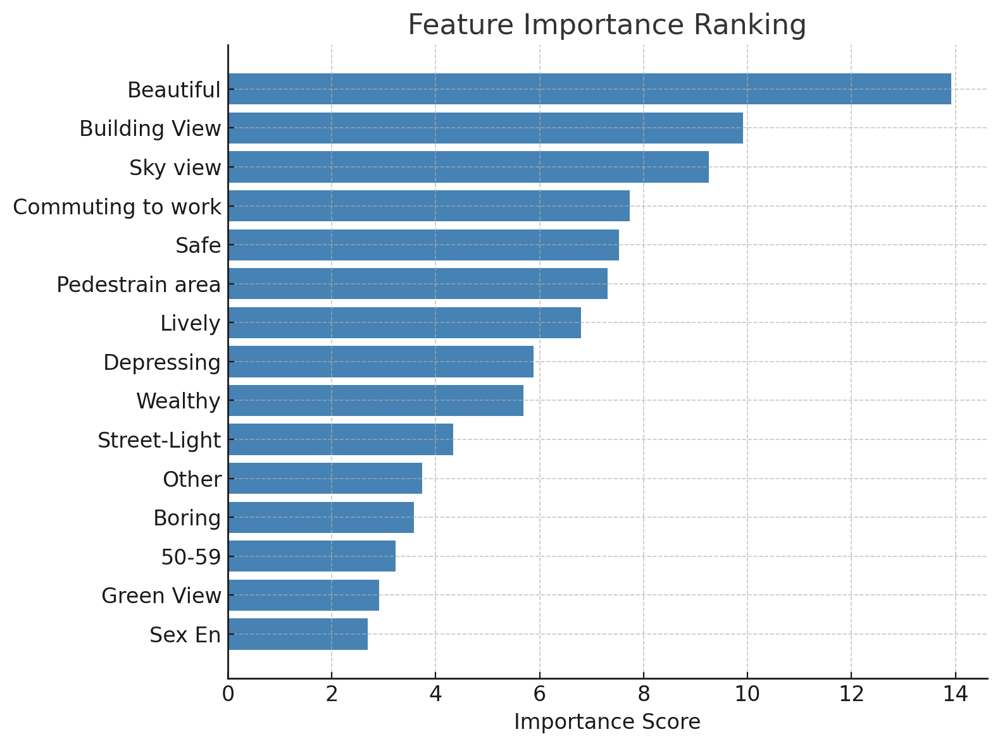 Feature Importance Ranking
Beautiful
Building View
Sky view
Commuting to work
Safe
Pedestrain area
Lively
Depressing
Wealthy
Street-Light
Other
Boring
50-59
Green View
Sex En
0 2 4 6 8 10 12 14
Importance Score